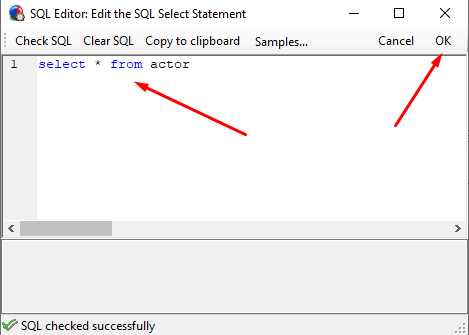 SQL Editor: Edit the SQL Select Statement
Check SQL Clear SQL Copy to clipboard Samples... Cancel OK
1 select * from actor
SQL checked successfully